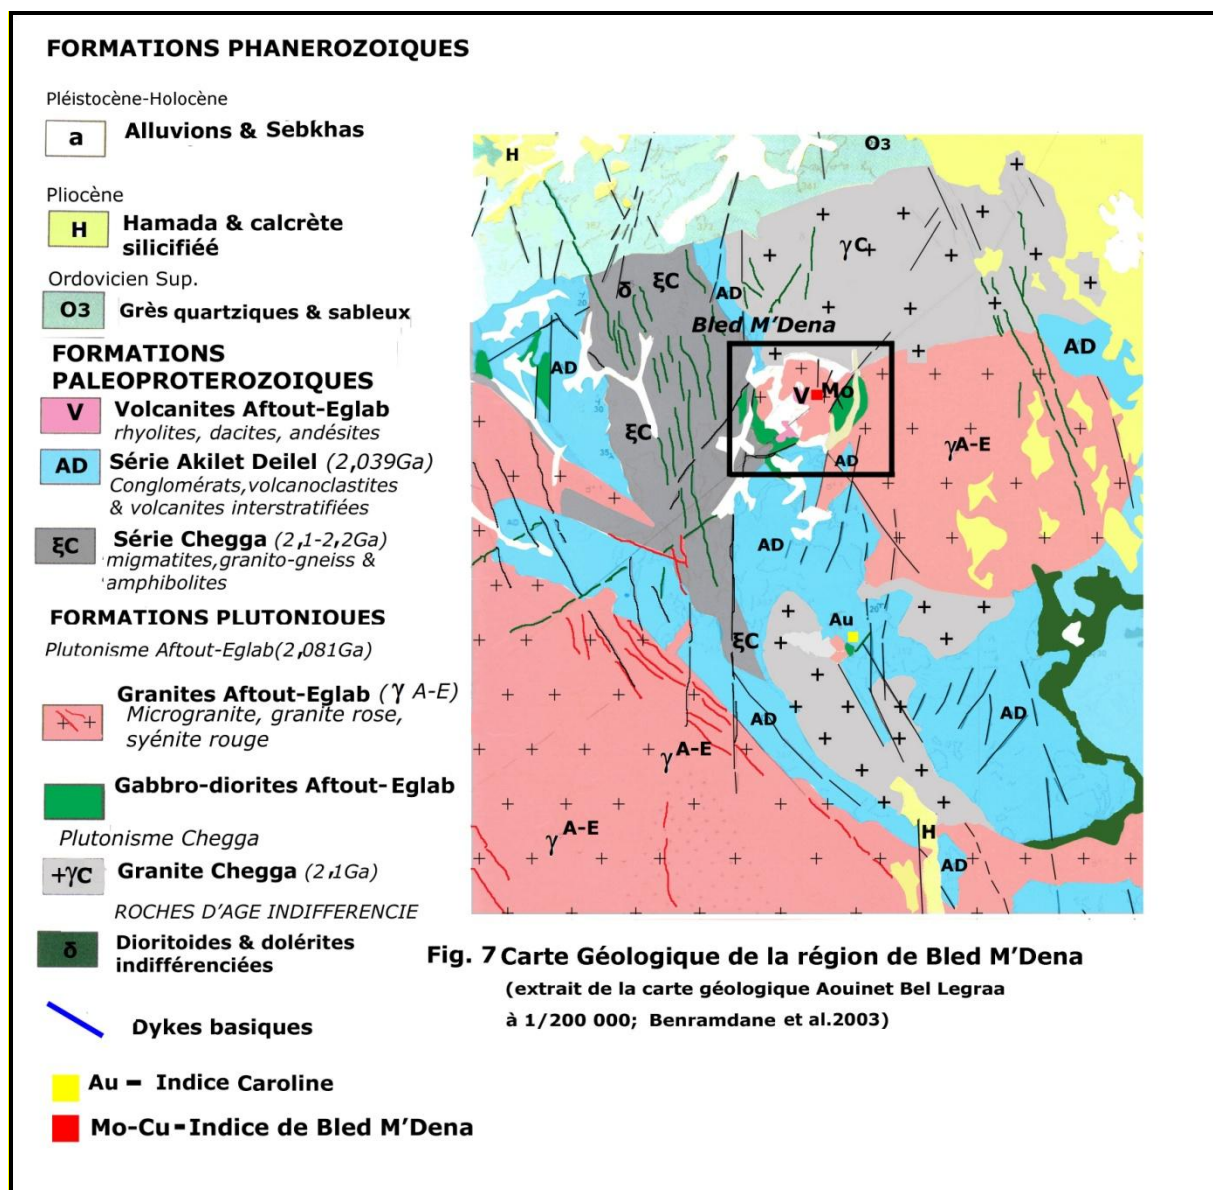 FORMATIONS PHANEROZOIQUES
Pléistocène-Holocène
a Alluvions & Sebkhas
Pliocène
H Hamada & calcrète
silicifiéé
Ordovicien Sup.
O3 Grès quartziques & sableux
FORMATIONS
PALEOPROTEROZOIQUES
V Volcanites Aftout-Eglab
rhyolites, dacites, andésites
AD Série Akilet Deilel (2,039Ga)
Conglomérats,volcanoclastites
& volcanites interstratifiées
ξC Série Chegga (2,1-2,2Ga)
migmatites,granito-gneiss &
amphibolites
FORMATIONS PLUTONIQUES
Plutonisme Aftout-Eglab(2,081Ga)
Granites Aftout-Eglab (γ A-E)
Microgranite, granite rose,
syénite rouge
Gabbro-diorites Aftout-Eglab
Plutonisme Chegga
+γC Granite Chegga (2,1Ga)
ROCHES D'AGE INDIFFERENCIE
δ Dioritoides & dolérites
indifférenciées
Dykes basiques
Au - Indice Caroline
Mo-Cu-Indice de Bled M'Dena
H
O3
γC
δ
ξC
AD
Bled M'Dena
AD
AD
V
Mo
ξC
γA-E
AD
AD
Au
ξC
AD
AD
γA-E
γA-E
H
AD
Fig. 7 Carte Géologique de la région de Bled M'Dena
(extrait de la carte géologique Aouinet Bel Legraa
à 1/200 000; Benramdane et al.2003)